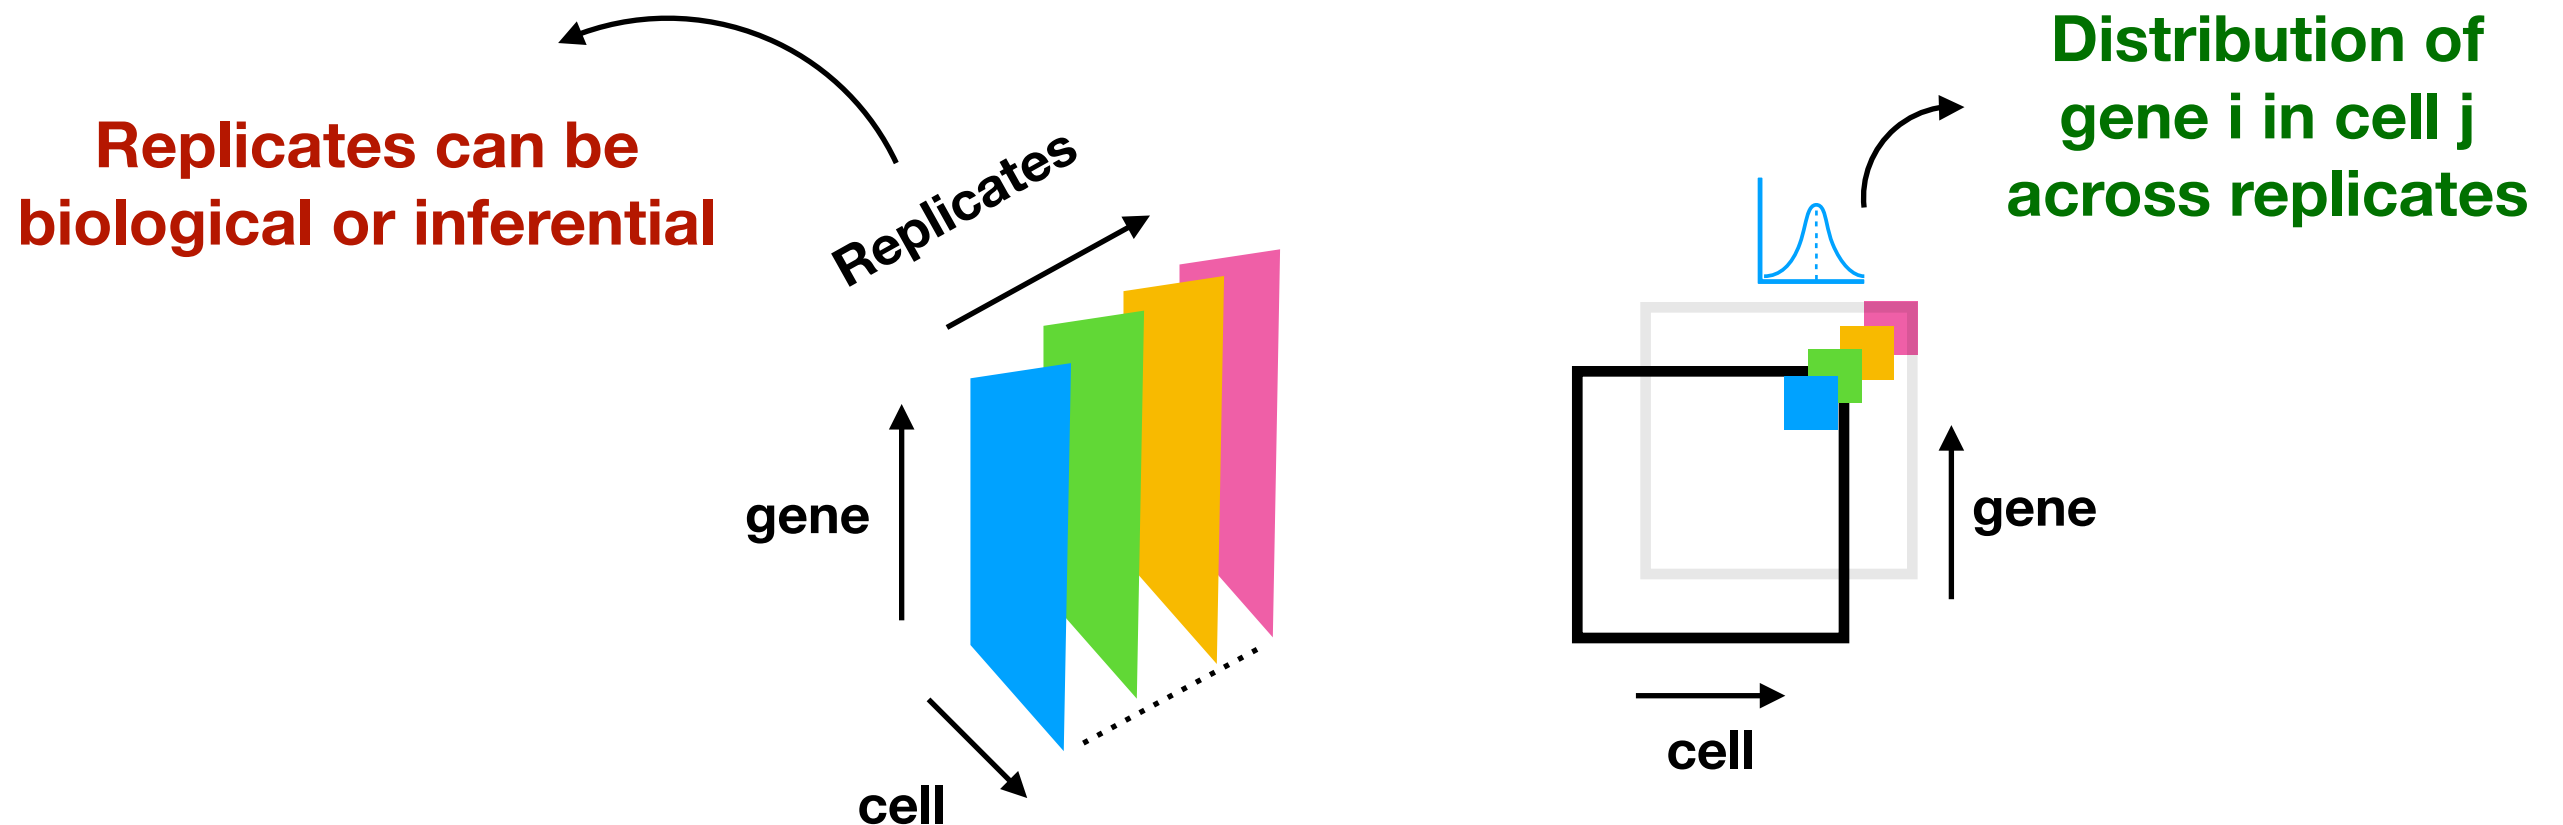 Replicates can be
biological or inferential
Replicates
gene
cell
Distribution of
gene i in cell j
across replicates
gene
cell